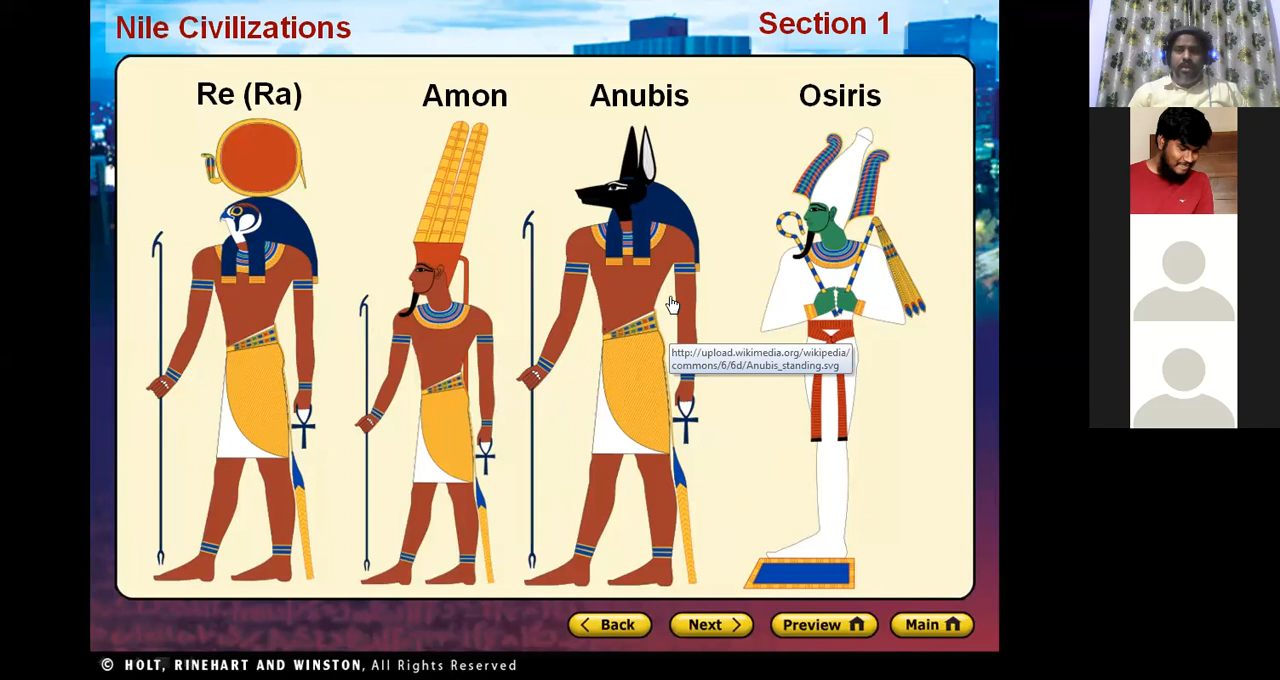 Nile Civilizations
Section 1
Re (Ra)
Amon
Anubis
Osiris
http://upload.wikimedia.org/wikipedia/
commons/6/6d/Anubis_standing.svg
Back
Next
Preview
Main
© HOLT, RINEHART AND WINSTON, All Rights Reserved